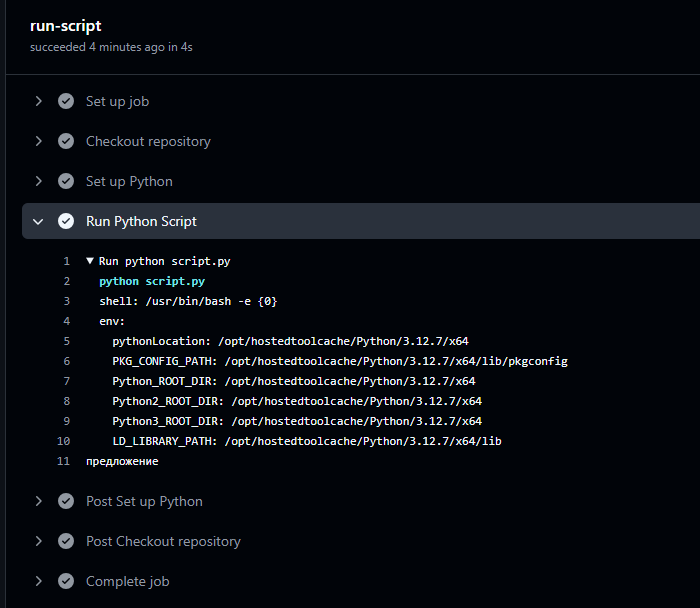 run-script
succeeded 4 minutes ago in 4s
Set up job
Checkout repository
Set up Python
Run Python Script
1 ▼ Run python script.py
2 python script.py
3 shell: /usr/bin/bash -e {0}
4 env:
5 pythonLocation: /opt/hostedtoolcache/Python/3.12.7/x64
6 PKG_CONFIG_PATH: /opt/hostedtoolcache/Python/3.12.7/x64/lib/pkgconfig
7 Python_ROOT_DIR: /opt/hostedtoolcache/Python/3.12.7/x64
8 Python2_ROOT_DIR: /opt/hostedtoolcache/Python/3.12.7/x64
9 Python3_ROOT_DIR: /opt/hostedtoolcache/Python/3.12.7/x64
10 LD_LIBRARY_PATH: /opt/hostedtoolcache/Python/3.12.7/x64/lib
11 предложение
Post Set up Python
Post Checkout repository
Complete job